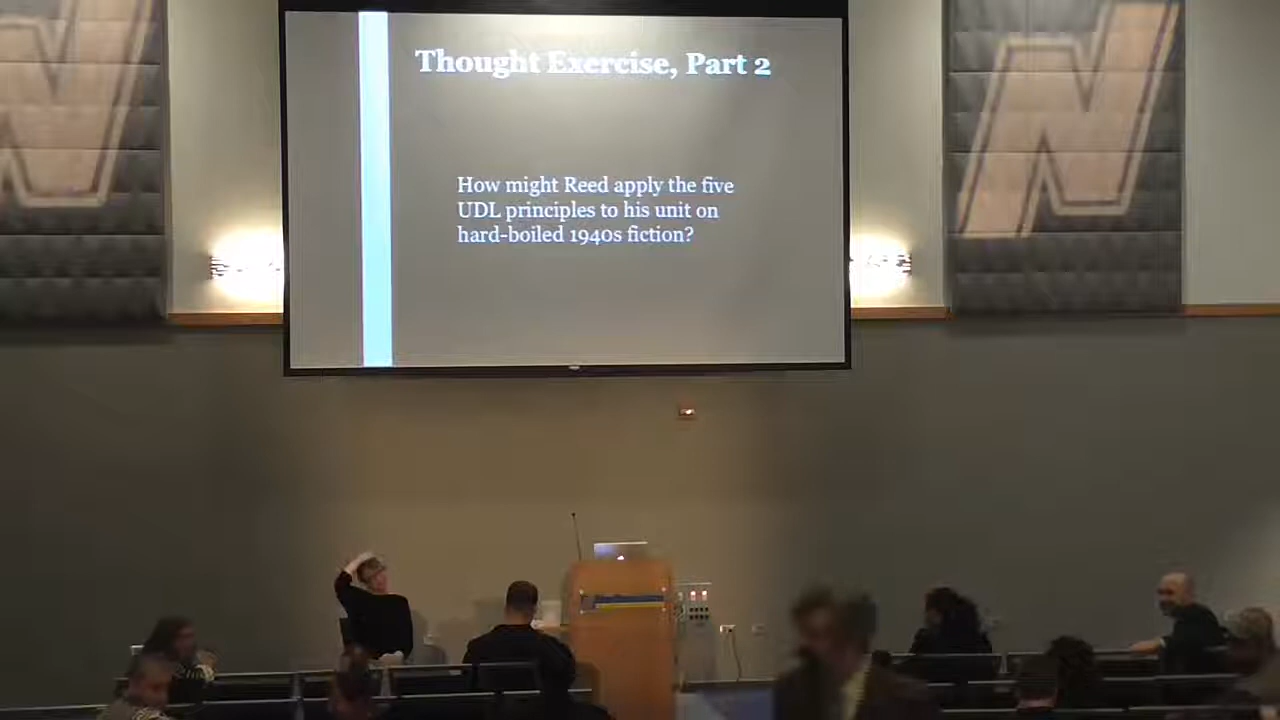 Thought Exercise, Part 2
How might Reed apply the five
UDL principles to his unit on
hard-boiled 1940s fiction?
N
N